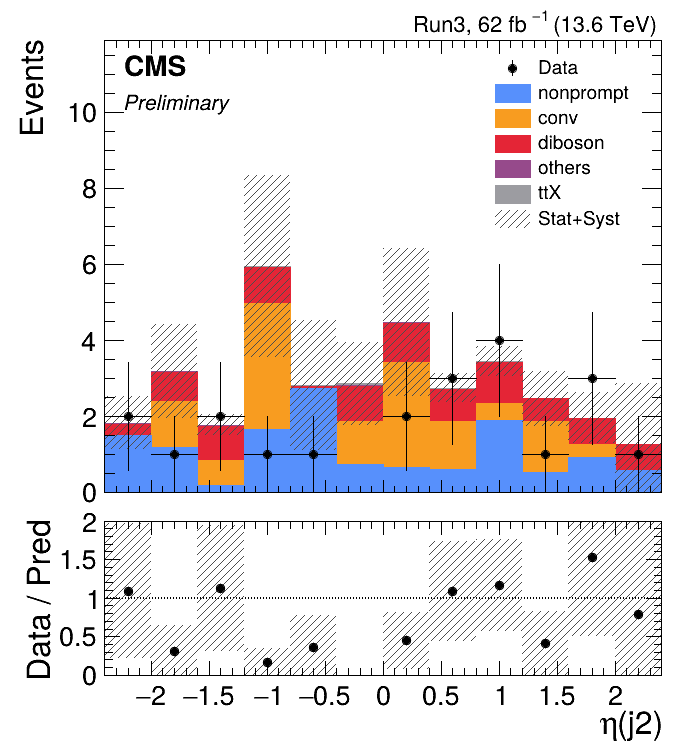 Run3, 62 fb⁻¹ (13.6 TeV)
CMS
Preliminary
Events
Data
nonprompt
conv
diboson
others
ttX
Stat+Syst
10
8
6
4
2
0
Data / Pred
2
1.5
1
0.5
0
−2 −1.5 −1 −0.5 0 0.5 1 1.5 2
η(j2)